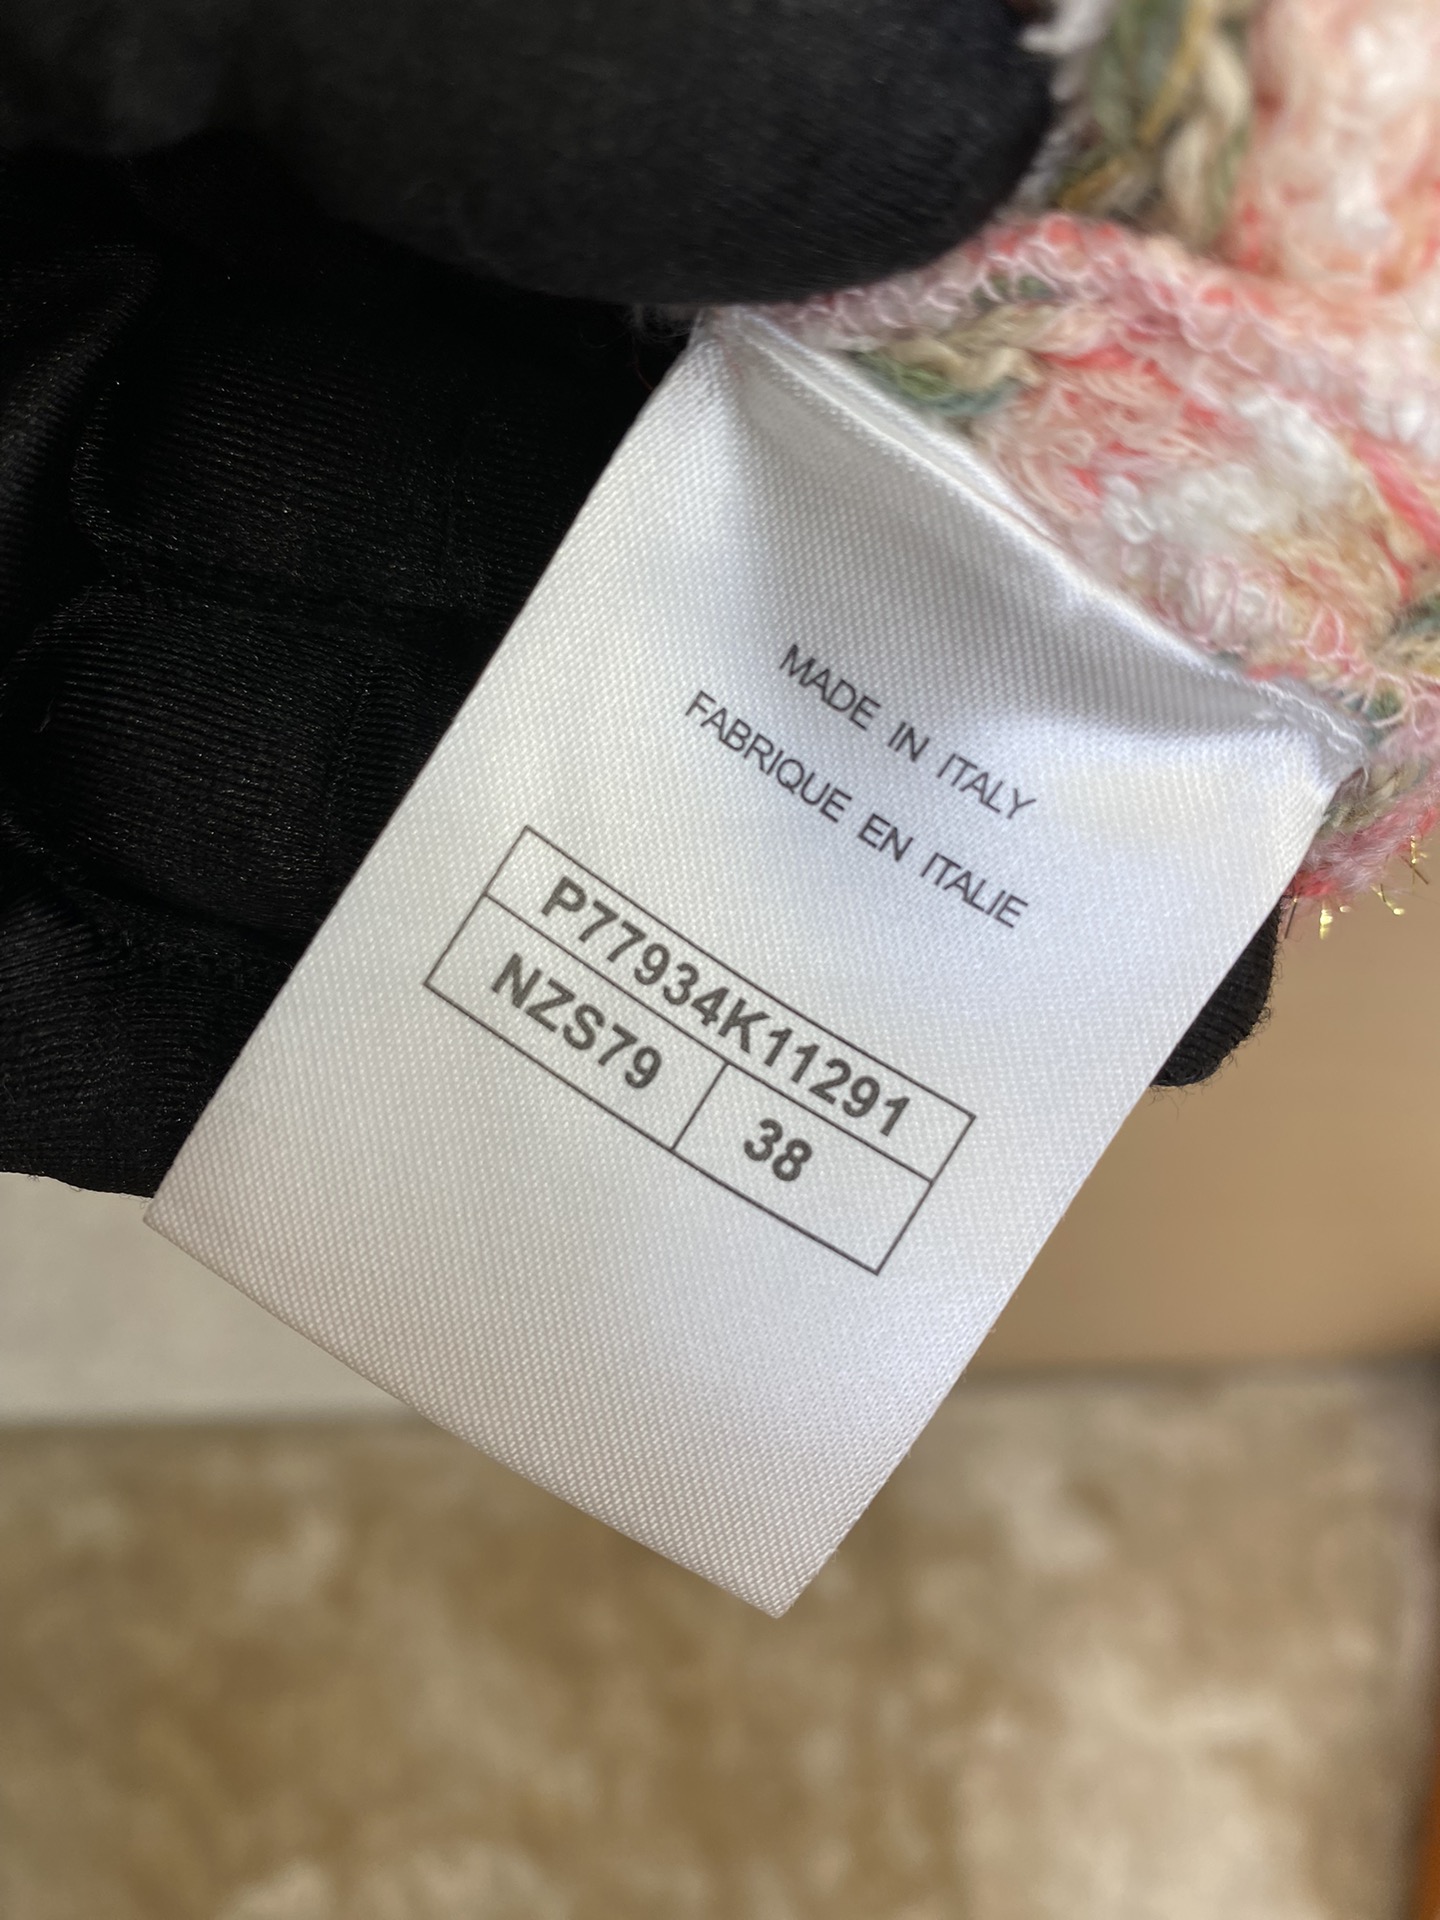 MADE IN ITALY
FABRIQUE EN ITALIE
P77934K11291
NZS79 38